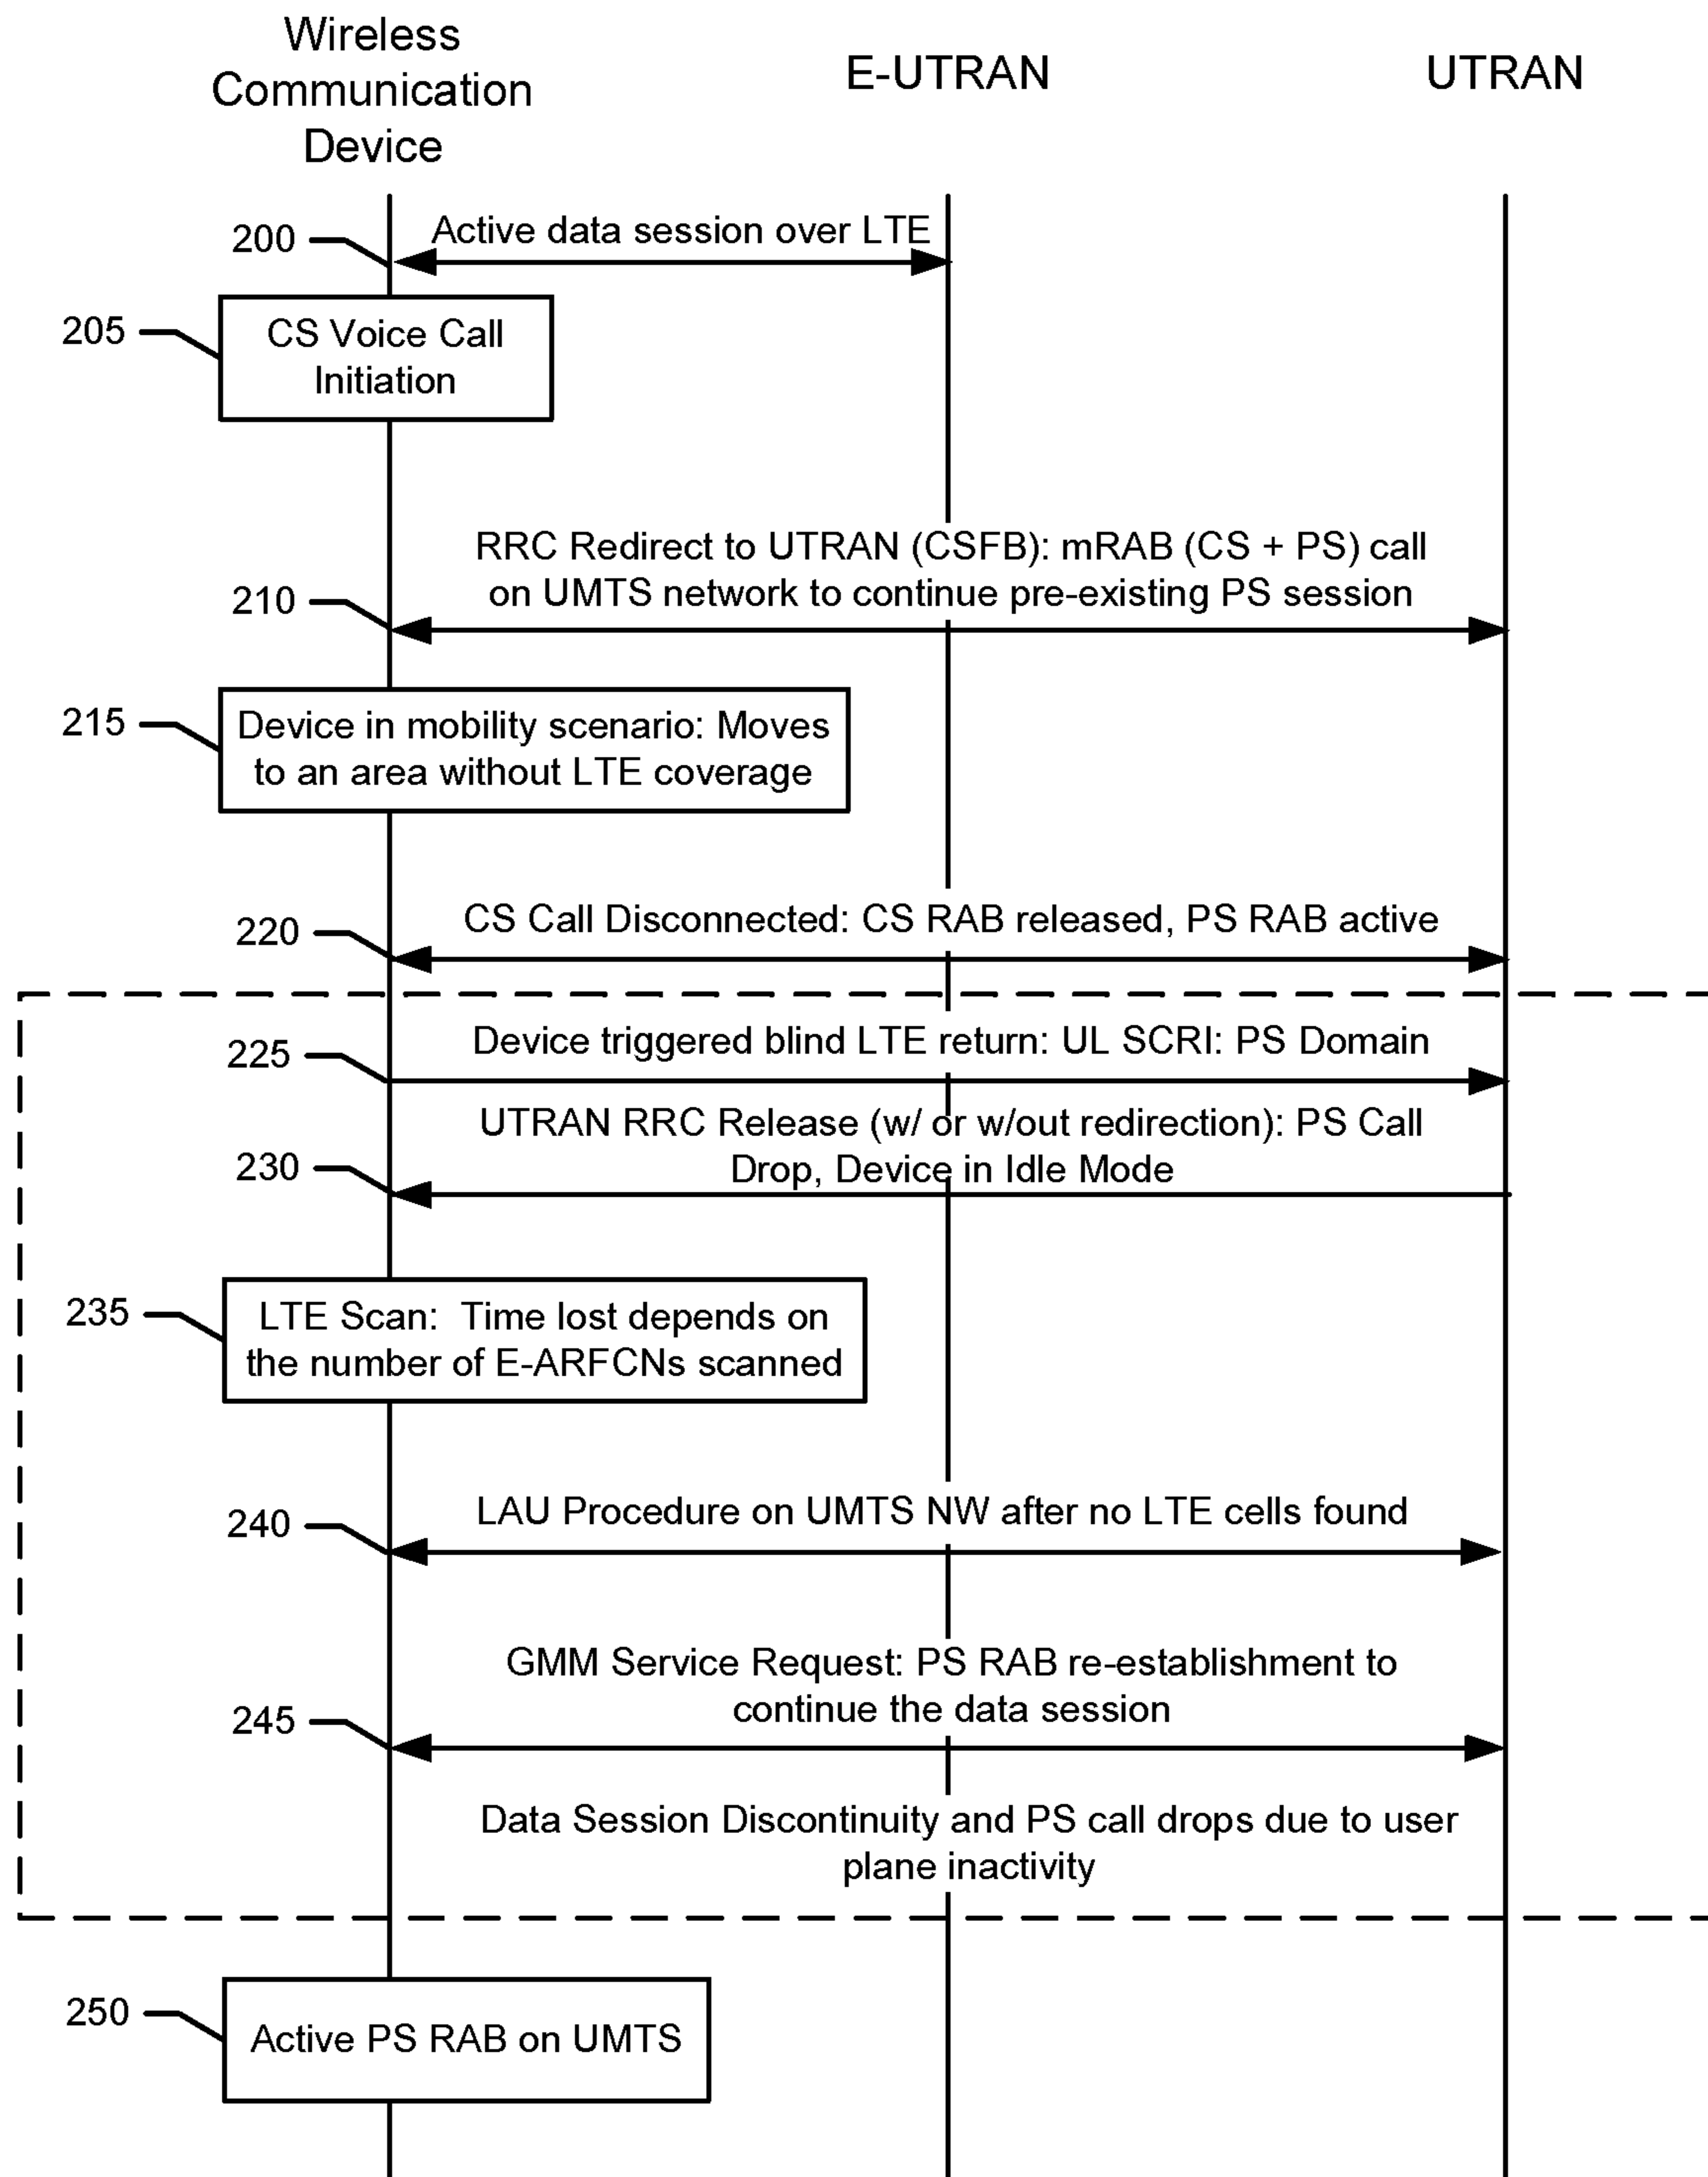 Wireless
Communication
Device
E-UTRAN
UTRAN
200
Active data session over LTE
205
CS Voice Call
Initiation
RRC Redirect to UTRAN (CSFB): mRAB (CS + PS) call
on UMTS network to continue pre-existing PS session
210
215
Device in mobility scenario: Moves
to an area without LTE coverage
220
CS Call Disconnected: CS RAB released, PS RAB active
225
Device triggered blind LTE return: UL SCRI: PS Domain
UTRAN RRC Release (w/ or w/out redirection): PS Call
Drop, Device in Idle Mode
230
235
LTE Scan:  Time lost depends on
the number of E-ARFCNs scanned
240
LAU Procedure on UMTS NW after no LTE cells found
GMM Service Request: PS RAB re-establishment to
continue the data session
245
Data Session Discontinuity and PS call drops due to user
plane inactivity
250
Active PS RAB on UMTS